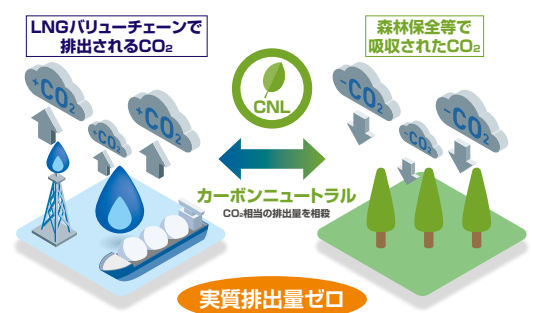 LNGバリューチェーンで
排出されるCO₂
森林保全等で
吸収されたCO₂
+CO₂
+CO₂
+CO₂
CNL
-CO₂
-CO₂
-CO₂
カーボンニュートラル
CO₂相当の排出量を相殺
実質排出量ゼロ